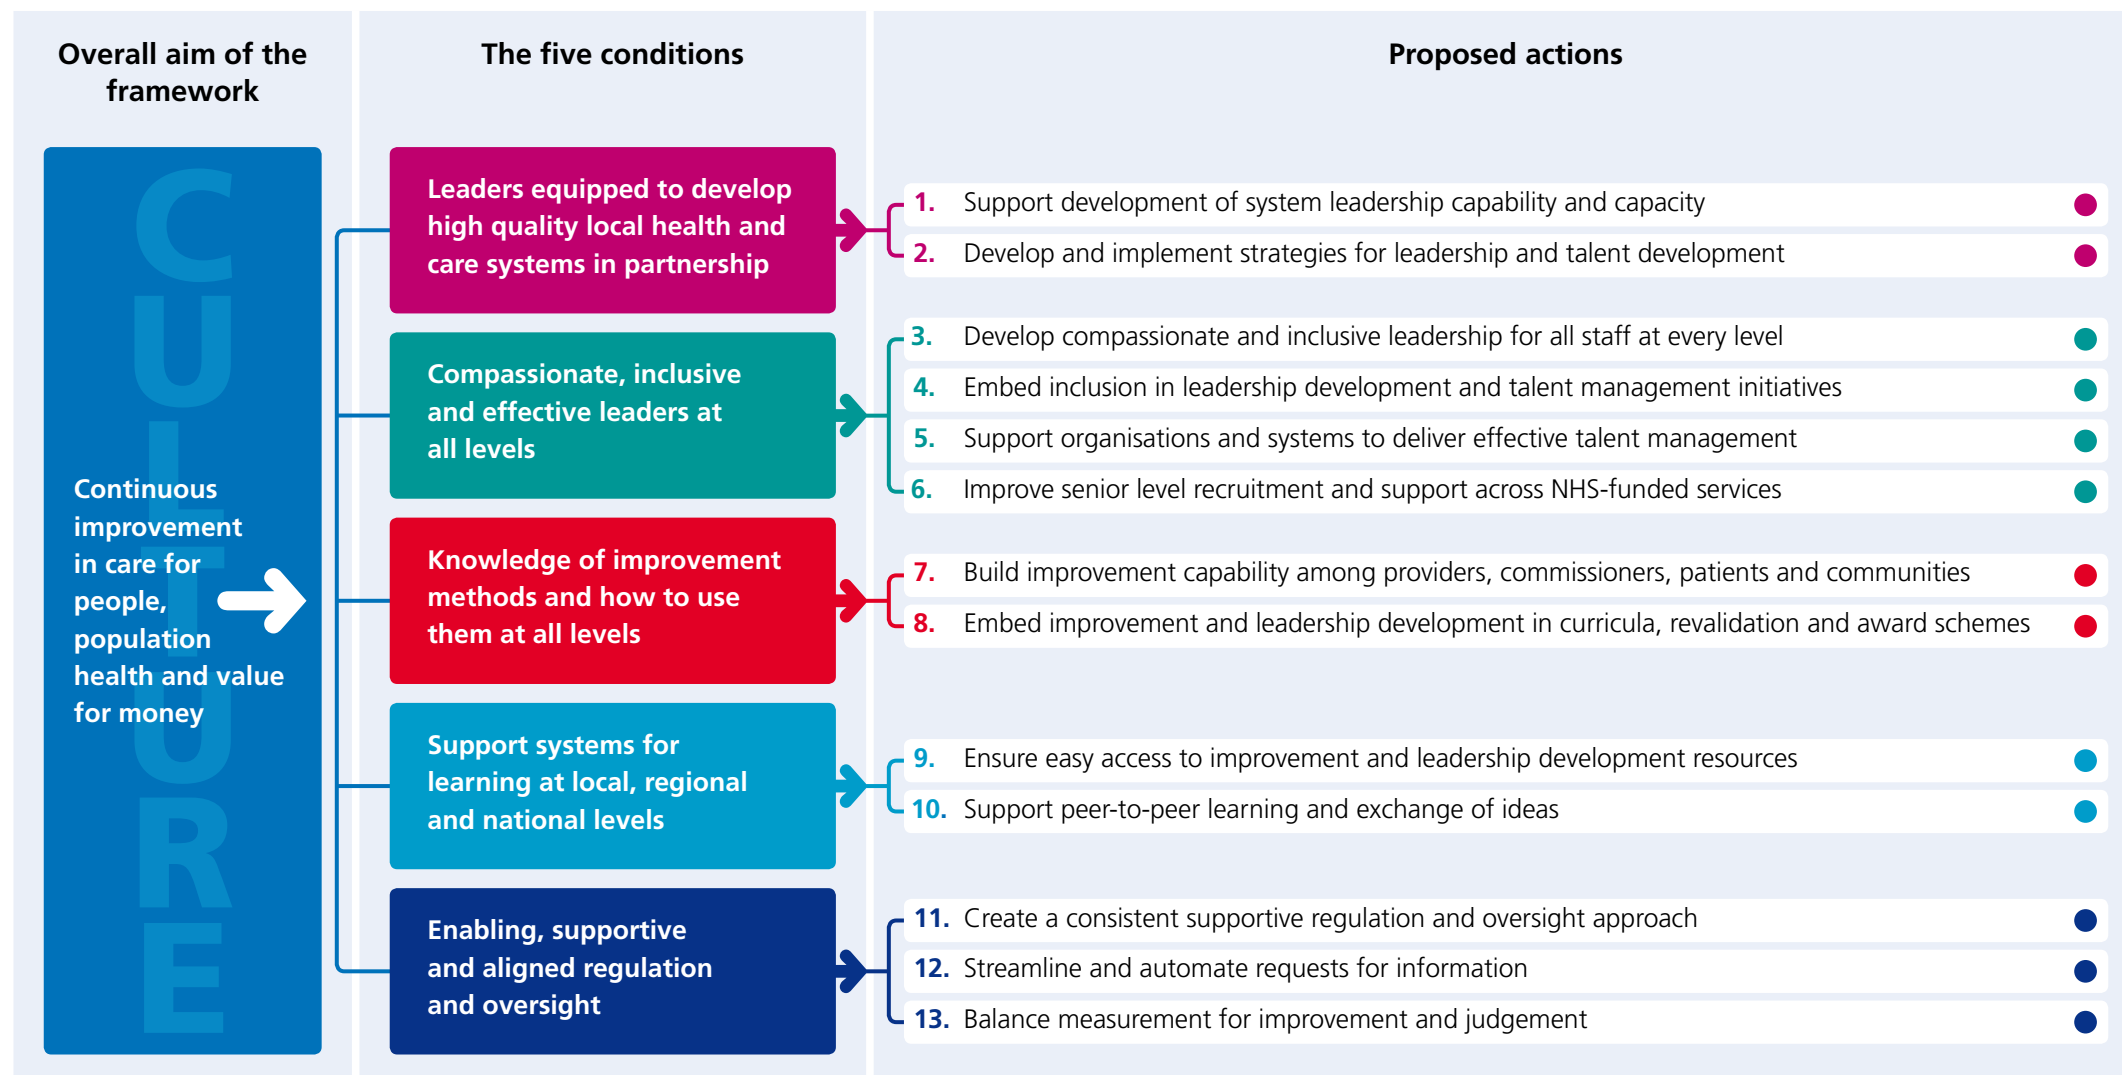 Overall aim of the
framework
The five conditions
Proposed actions
CULTURE
Continuous
improvement
in care for
people,
population
health and value
for money
Leaders equipped to develop
high quality local health and
care systems in partnership
1. Support development of system leadership capability and capacity
2. Develop and implement strategies for leadership and talent development
Compassionate, inclusive
and effective leaders at
all levels
3. Develop compassionate and inclusive leadership for all staff at every level
4. Embed inclusion in leadership development and talent management initiatives
5. Support organisations and systems to deliver effective talent management
6. Improve senior level recruitment and support across NHS-funded services
Knowledge of improvement
methods and how to use
them at all levels
7. Build improvement capability among providers, commissioners, patients and communities
8. Embed improvement and leadership development in curricula, revalidation and award schemes
Support systems for
learning at local, regional
and national levels
9. Ensure easy access to improvement and leadership development resources
10. Support peer-to-peer learning and exchange of ideas
Enabling, supportive
and aligned regulation
and oversight
11. Create a consistent supportive regulation and oversight approach
12. Streamline and automate requests for information
13. Balance measurement for improvement and judgement